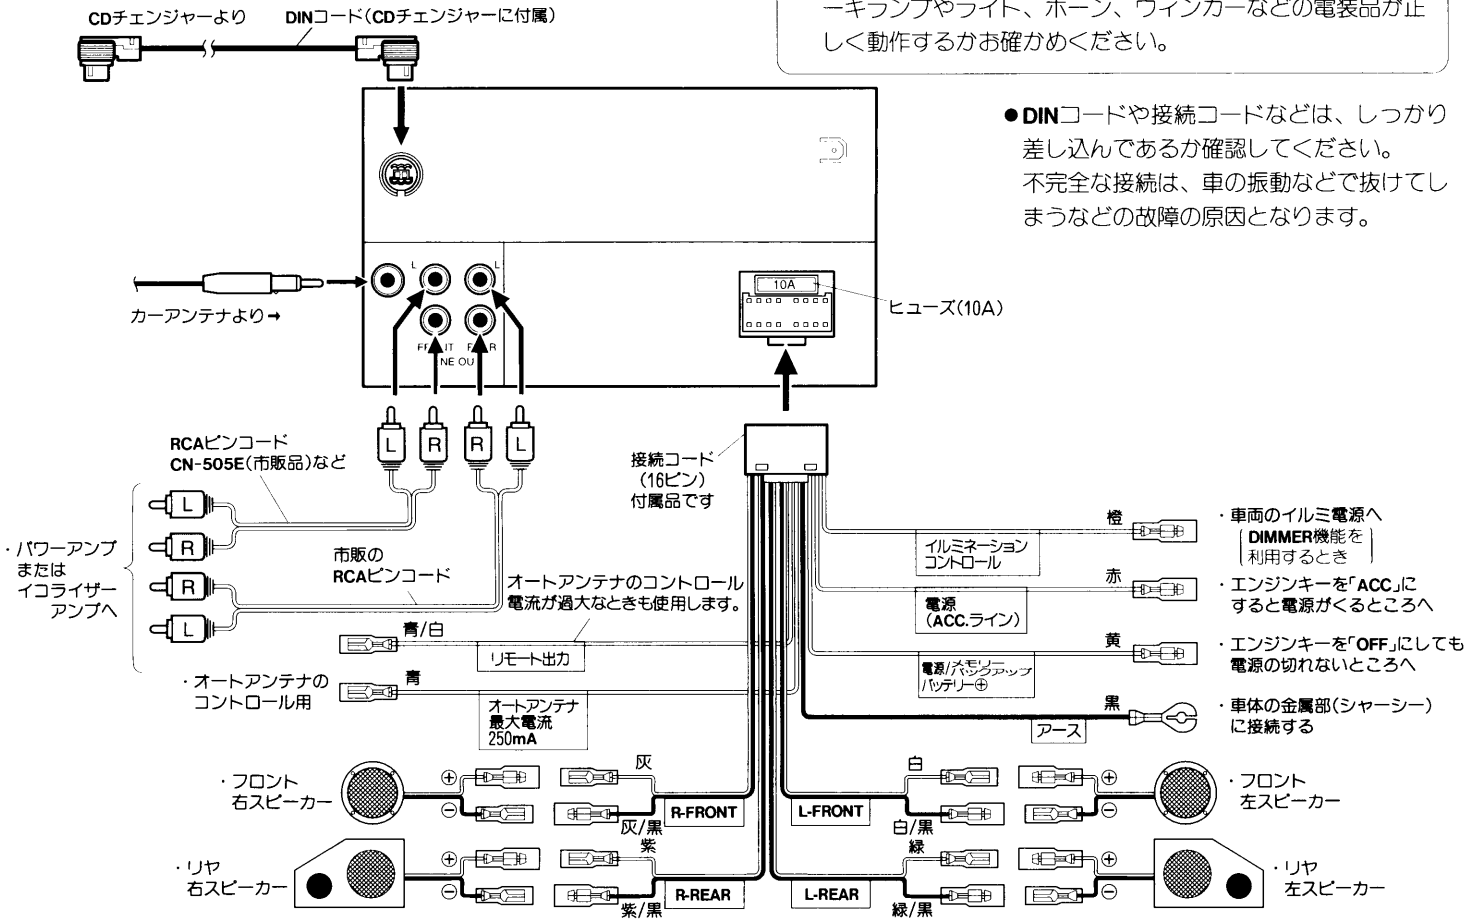 CDチェンジャーより
DINコード(CDチェンジャーに付属)
ーキランプやライト、ホーン、ウィンカーなどの電装品が正
しく動作するかお確かめください。
●DINコードや接続コードなどは、しっかり
差し込んであるか確認してください。
不完全な接続は、車の振動などで抜けてし
まうなどの故障の原因となります。
L
L
10A
ヒューズ(10A)
カーアンテナより→
L
R
R
L
RCAピンコード
CN-505E(市販品)など
接続コード
(16ピン)
付属品です
L
R
R
L
・パワーアンプ
または
イコライザー
アンプへ
市販の
RCAピンコード
オートアンテナのコントロール
電流が過大なときも使用します。
橙
イルミネーション
コントロール
・車両のイルミ電源へ
DIMMER機能を
利用するとき
赤
電源
(ACC.ライン)
・エンジンキーを「ACC」に
すると電源がくるところへ
青/白
リモート出力
黄
電源/メモリー
バックアップ
バッテリー⊕
・エンジンキーを「OFF」にしても
電源の切れないところへ
・オートアンテナの
コントロール用
青
オートアンテナ
最大電流
250mA
黒
アース
・車体の金属部(シャーシー)
に接続する
・フロント
右スピーカー
⊕
⊖
灰
灰/黒
R-FRONT
L-FRONT
白
白/黒
⊕
⊖
・フロント
左スピーカー
・リヤ
右スピーカー
⊕
⊖
紫
紫/黒
R-REAR
L-REAR
緑
緑/黒
⊕
⊖
・リヤ
左スピーカー